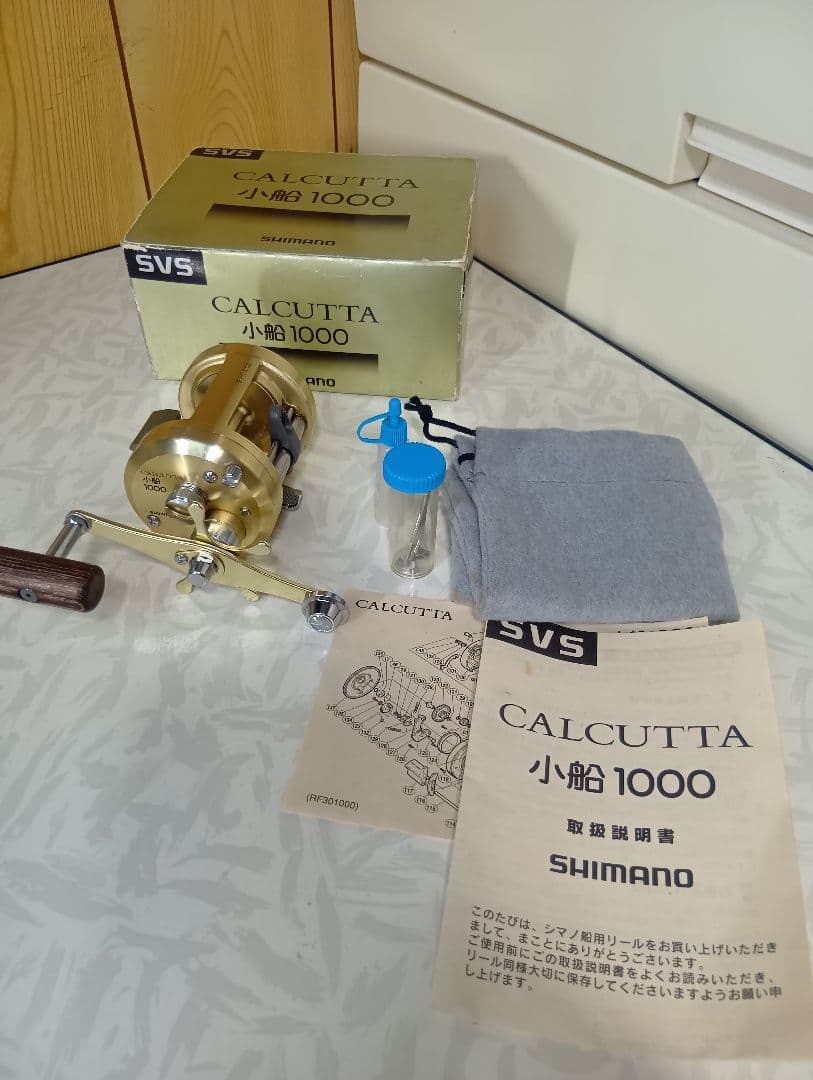 SVS
CALCUTTA
小船 1000
SHIMANO
SVS
CALCUTTA
小船 1000
ANO
CALCUTTA
小船
1000
SHIMANO
CALCUTTA
(RF301000)
SVS
CALCUTTA
小船 1000
取扱説明書
SHIMANO
このたびは、シマノ船用リールをお買い上げいただき
まして、まことにありがとうございます。
ご使用前にこの取扱説明書をよくお読みいただき、
リール同様大切に保存してくださいますようお願い申
し上げます。